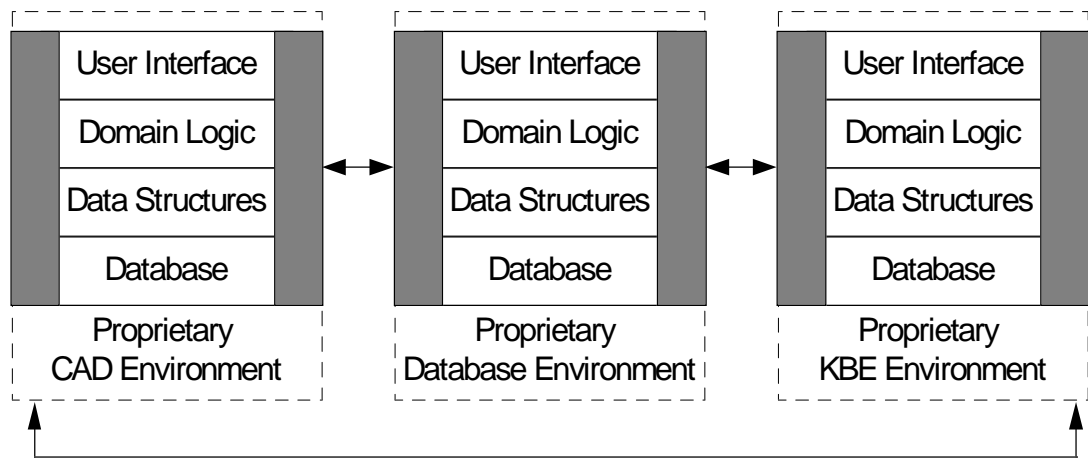 User Interface
Domain Logic
Data Structures
Database
Proprietary
CAD Environment
User Interface
Domain Logic
Data Structures
Database
Proprietary
Database Environment
User Interface
Domain Logic
Data Structures
Database
Proprietary
KBE Environment